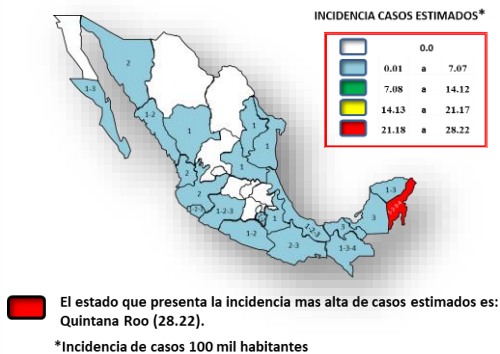 INCIDENCIA CASOS ESTIMADOS*
0.0
0.01 a 7.07
7.08 a 14.12
14.13 a 21.17
21.18 a 28.22
2
1-3
1-2
1
1
1
1
2
2
1-2-3
1-2-3
1
1-2
2-3
1-2-3
3
1-3-4
3
1-3
El estado que presenta la incidencia mas alta de casos estimados es:
Quintana Roo (28.22).
*Incidencia de casos 100 mil habitantes